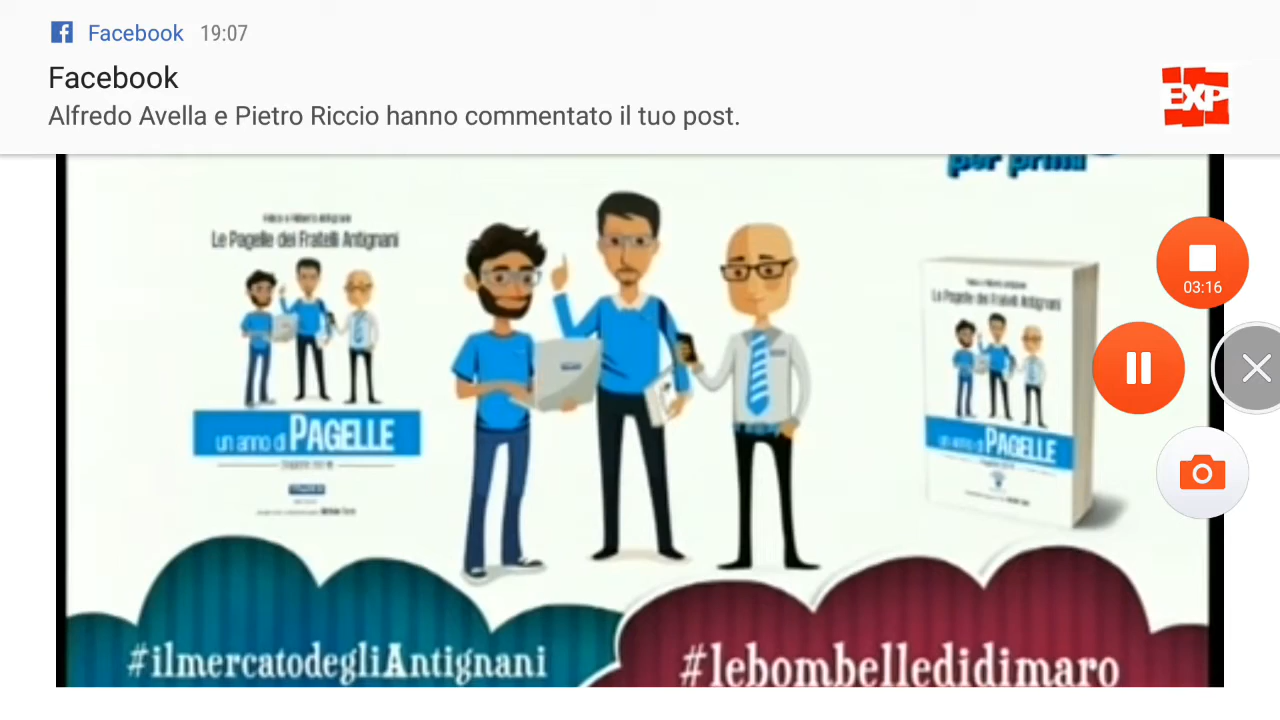 Facebook 19:07
Facebook
Alfredo Avella e Pietro Riccio hanno commentato il tuo post.
EXP
per primi
Le Pagelle dei Fratelli Antignani
un anno di PAGELLE
Le Pagelle dei Fratelli Antignani
un anno di PAGELLE
03:16
#ilmercatodegliAntignani
#lebombelledidimaro